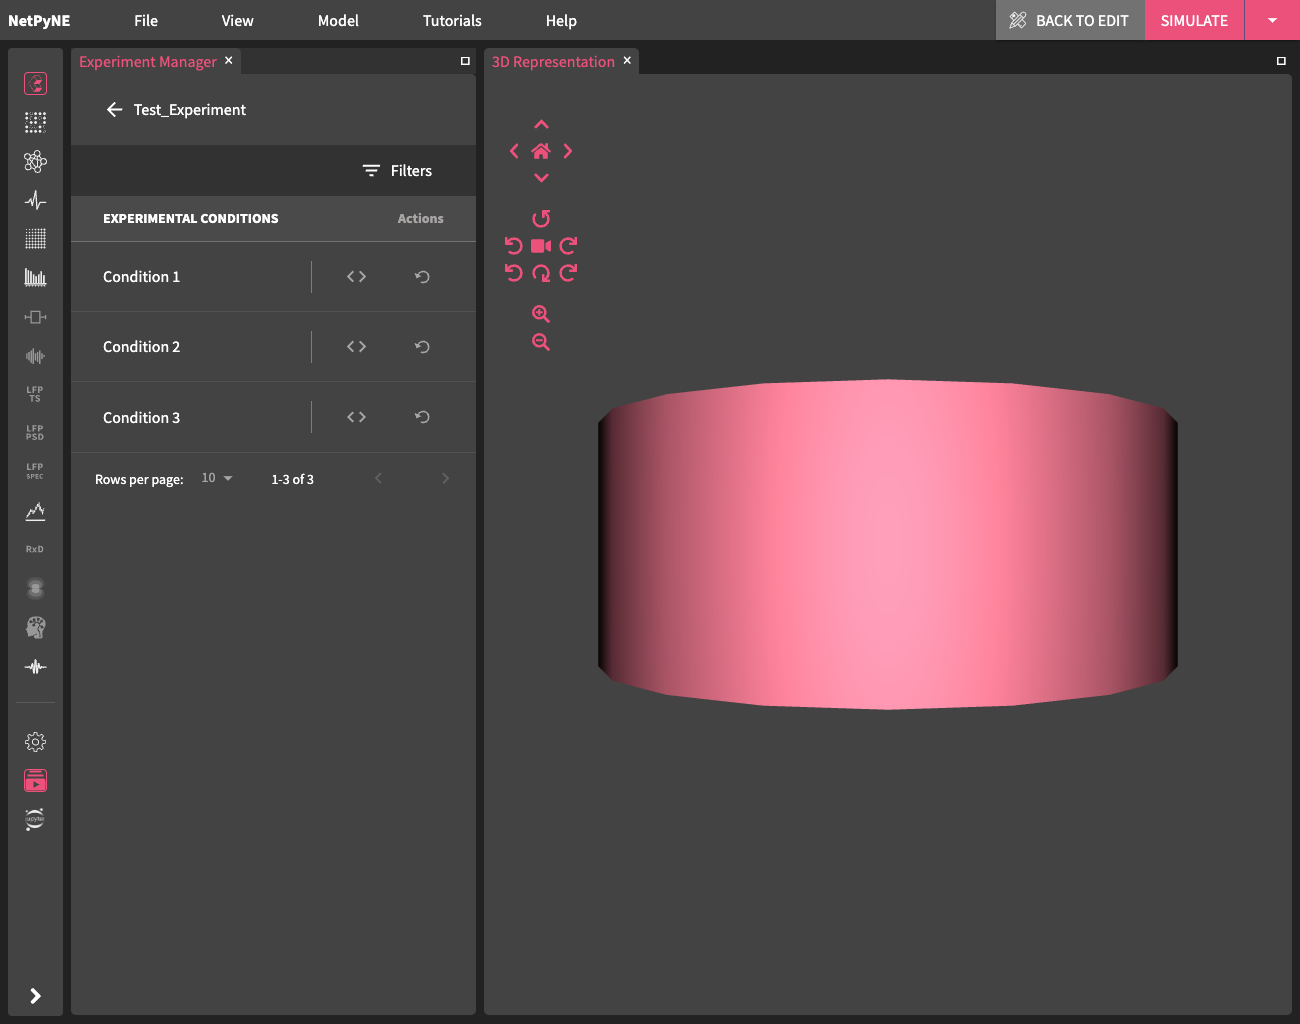 NetPyNE File View Model Tutorials Help BACK TO EDIT SIMULATE
Experiment Manager
3D Representation
Test_Experiment
Filters
EXPERIMENTAL CONDITIONS Actions
Condition 1
Condition 2
Condition 3
Rows per page: 10 1-3 of 3
LFP
TS
LFP
PSD
LFP
SPEC
RxD
jupyter